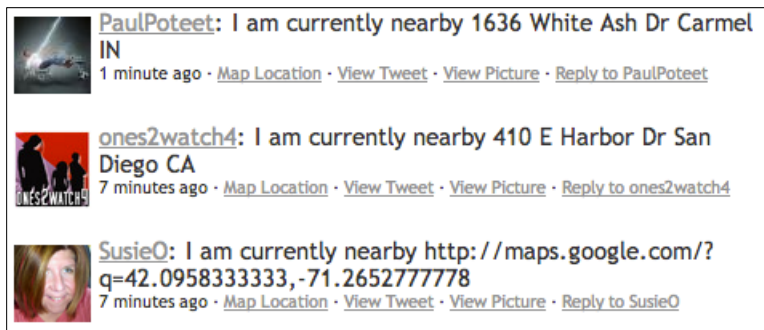 PaulPoteet: I am currently nearby 1636 White Ash Dr Carmel
IN
1 minute ago · Map Location · View Tweet · View Picture · Reply to PaulPoteet
ones2watch4: I am currently nearby 410 E Harbor Dr San
Diego CA
7 minutes ago · Map Location · View Tweet · View Picture · Reply to ones2watch4
ONES2WATCH4
SusieO: I am currently nearby http://maps.google.com/?
q=42.0958333333,-71.2652777778
7 minutes ago · Map Location · View Tweet · View Picture · Reply to SusieO